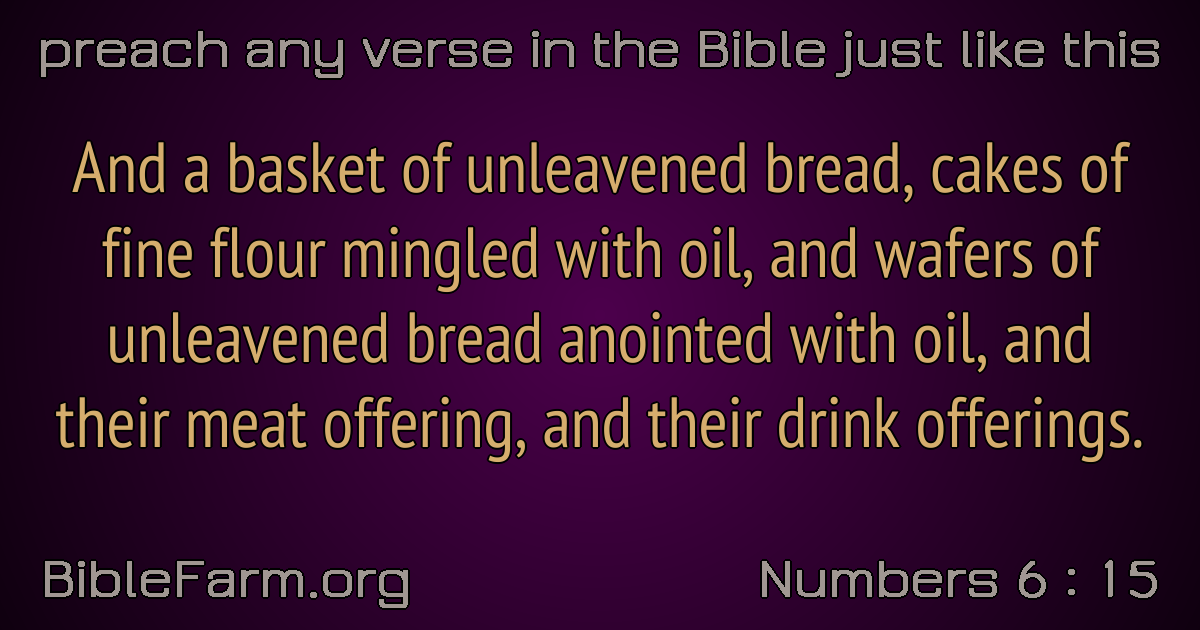 preach any verse in the Bible just like this
And a basket of unleavened bread, cakes of
fine flour mingled with oil, and wafers of
unleavened bread anointed with oil, and
their meat offering, and their drink offerings.
BibleFarm.org
Numbers 6 : 15